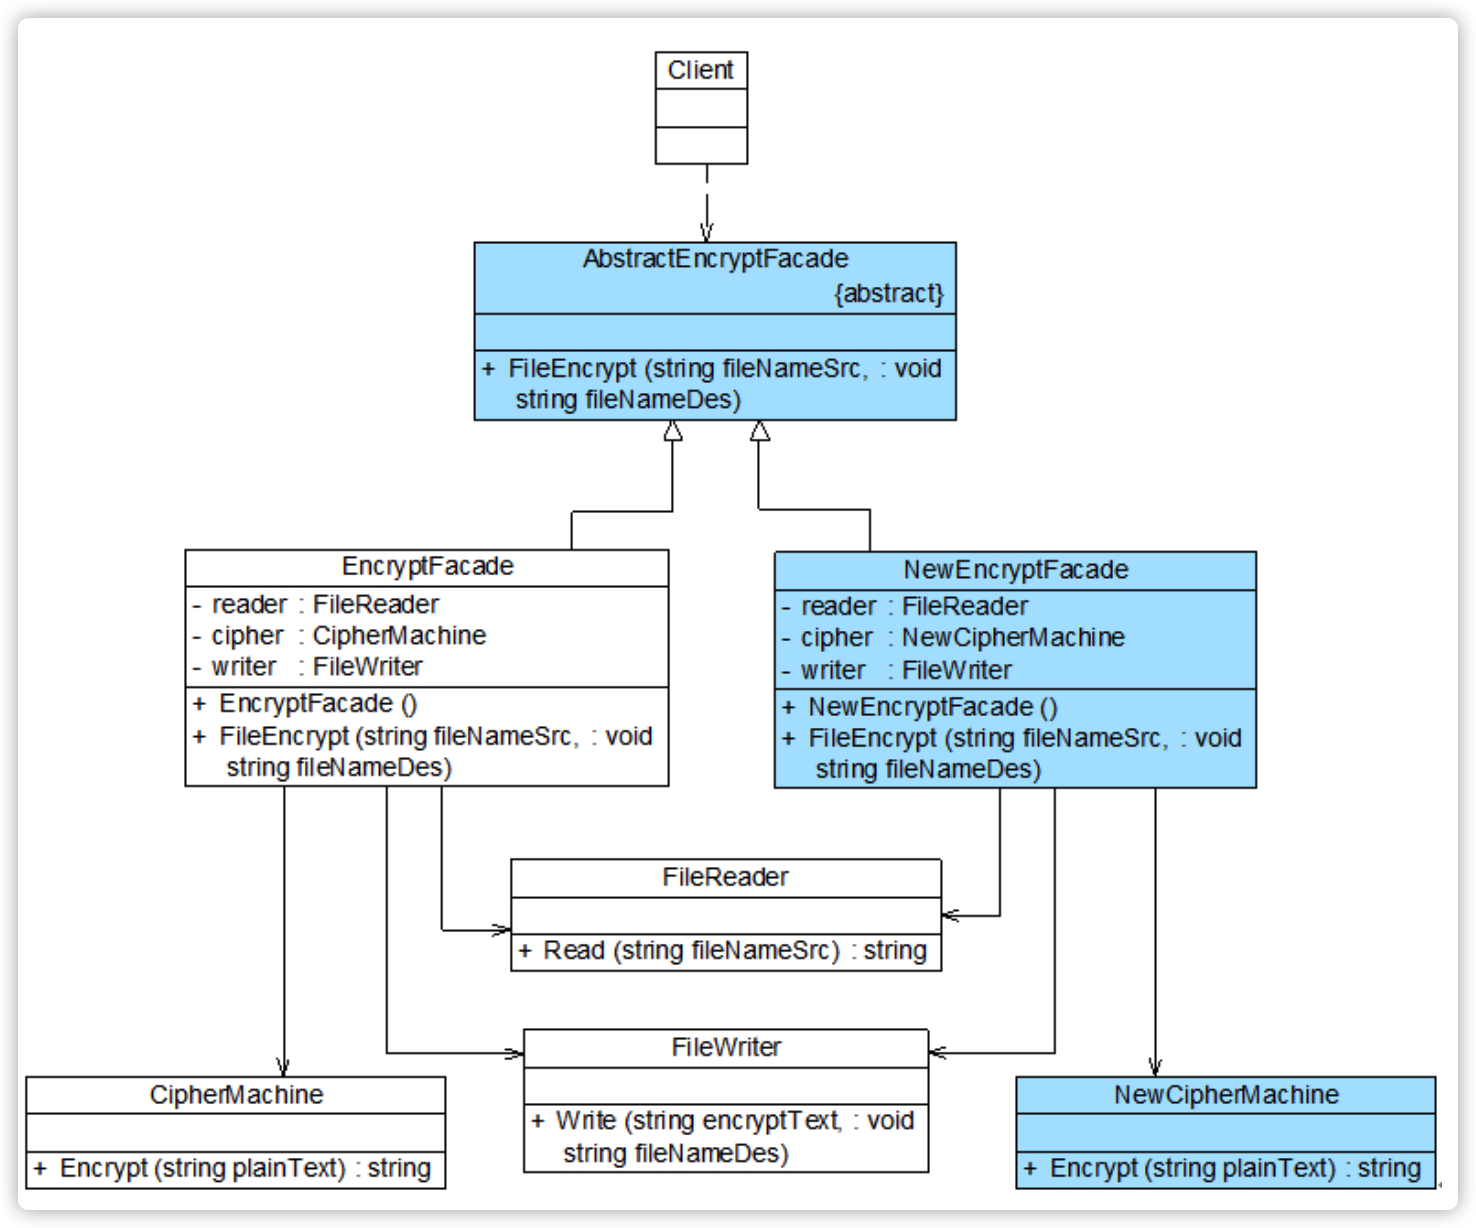 Client
AbstractEncryptFacade
{abstract}
+ FileEncrypt (string fileNameSrc, : void
string fileNameDes)
EncryptFacade
- reader : FileReader
- cipher : CipherMachine
- writer : FileWriter
+ EncryptFacade ()
+ FileEncrypt (string fileNameSrc, : void
string fileNameDes)
NewEncryptFacade
- reader : FileReader
- cipher : NewCipherMachine
- writer : FileWriter
+ NewEncryptFacade ()
+ FileEncrypt (string fileNameSrc, : void
string fileNameDes)
FileReader
+ Read (string fileNameSrc) : string
FileWriter
+ Write (string encryptText, : void
string fileNameDes)
CipherMachine
+ Encrypt (string plainText) : string
NewCipherMachine
+ Encrypt (string plainText) : string